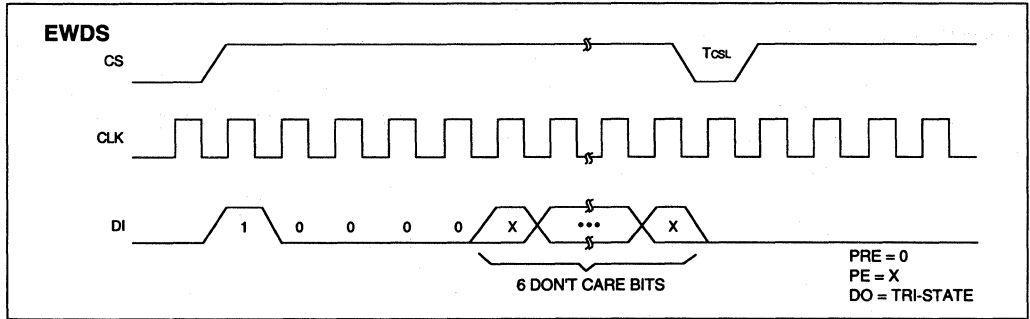 EWDS
CS
TCSL
CLK
DI
1 0 0 0 0 X ••• X
6 DON'T CARE BITS
PRE = 0
PE = X
DO = TRI-STATE